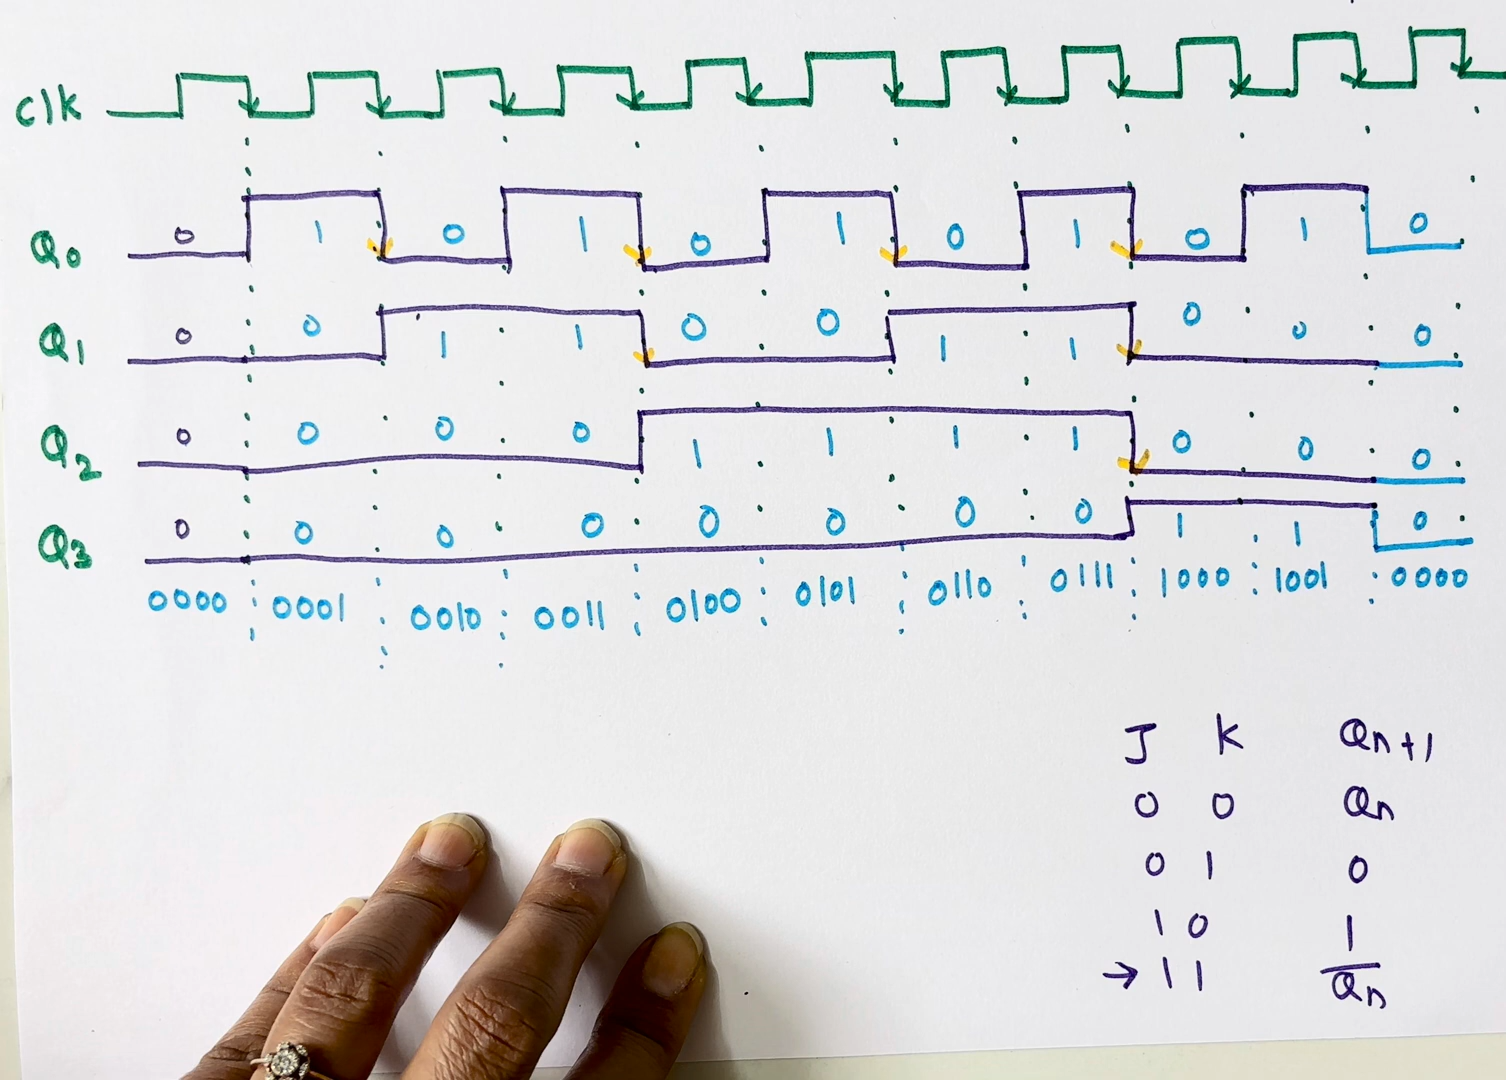 clk
Q0 0 1 0 1 0 1 0 1 0 1 0
Q1 0 0 1 1 0 0 1 1 0 0 0
Q2 0 0 0 0 1 1 1 1 0 0 0
Q3 0 0 0 0 0 0 0 0 1 1 0
0000 0001 0010 0011 0100 0101 0110 0111 1000 1001 0000
J K Qn+1
0 0 Qn
0 1 0
1 0 1
→ 1 1 Q̅n